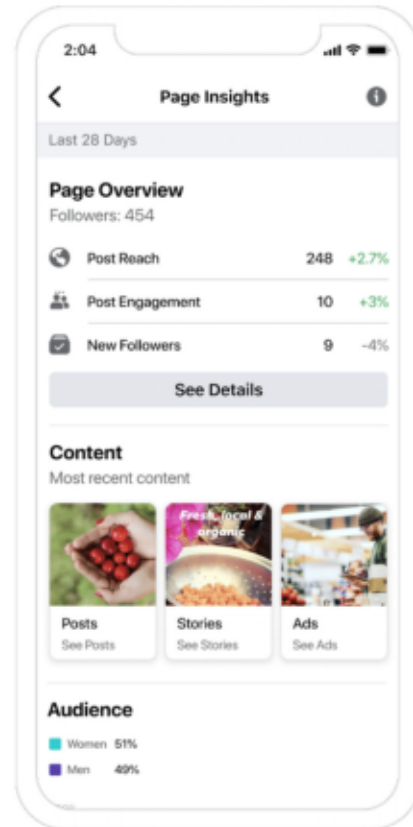 2:04
Page Insights
Last 28 Days
Page Overview
Followers: 454
Post Reach 248 +2.7%
Post Engagement 10 +3%
New Followers 9 -4%
See Details
Content
Most recent content
Fresh, local &
organic
Posts Stories Ads
See Posts See Stories See Ads
Audience
Women 51%
Men 49%